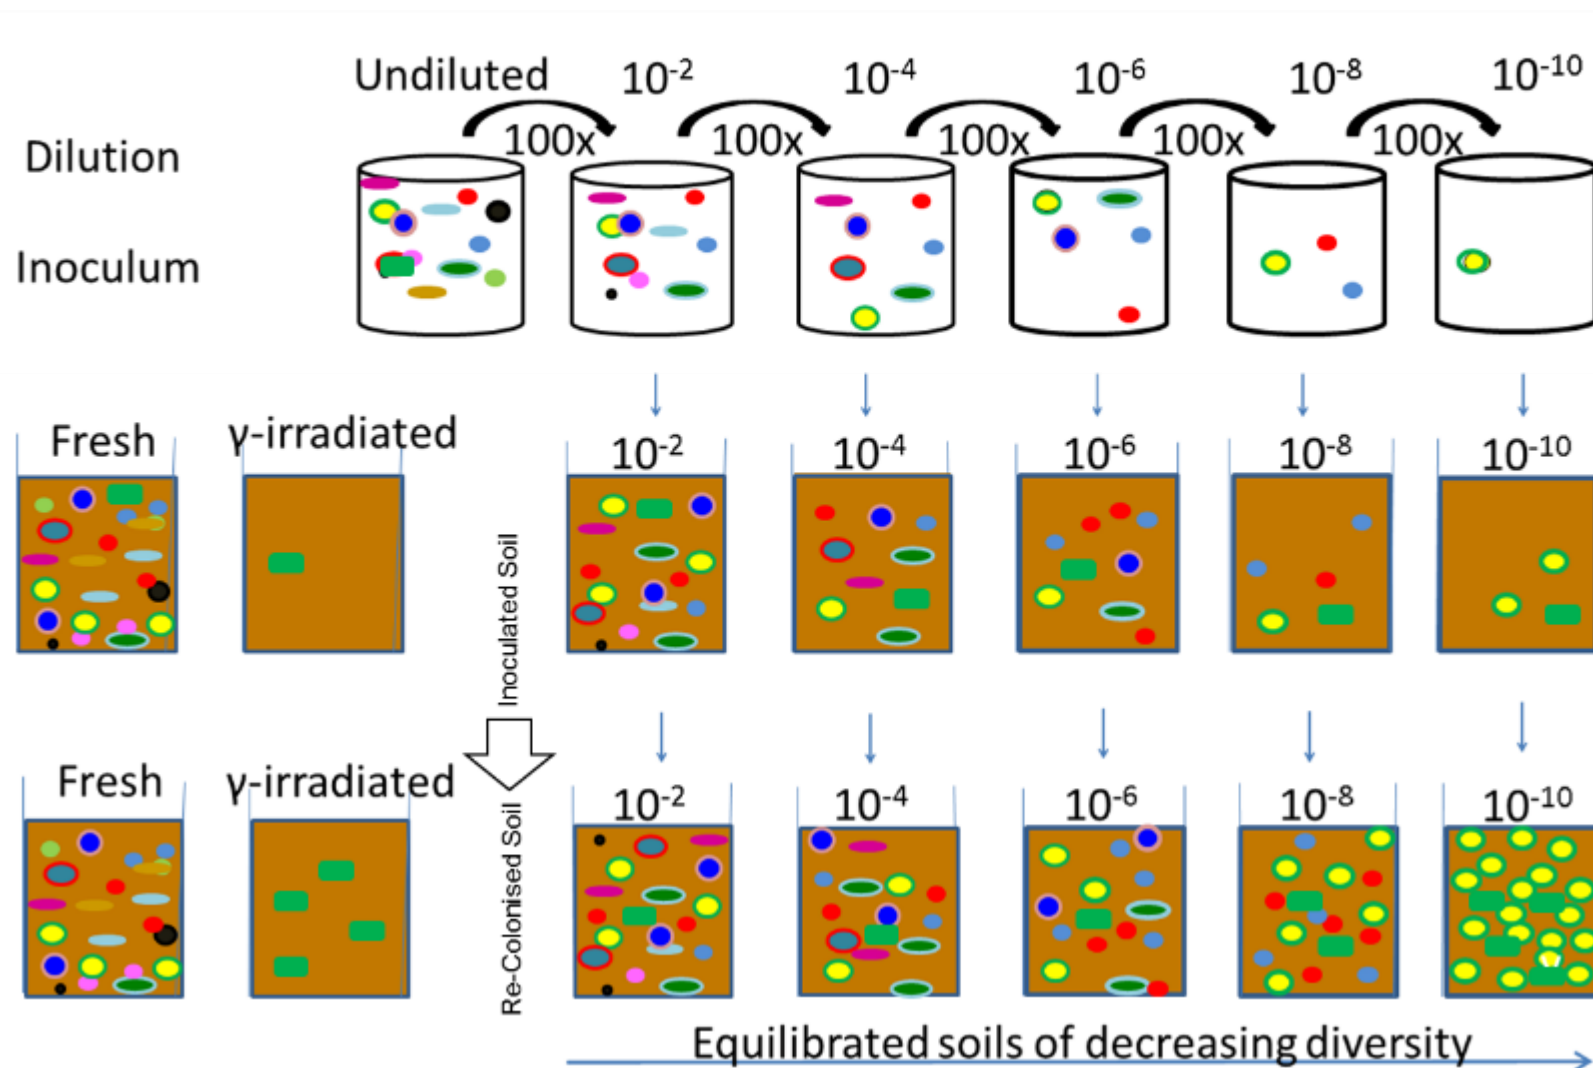 Undiluted 10-2 10-4 10-6 10-8 10-10
100x 100x 100x 100x 100x
Dilution
Inoculum
Fresh γ-irradiated 10-2 10-4 10-6 10-8 10-10
Inoculated Soil
Fresh γ-irradiated 10-2 10-4 10-6 10-8 10-10
Re-Colonised Soil
Equilibrated soils of decreasing diversity